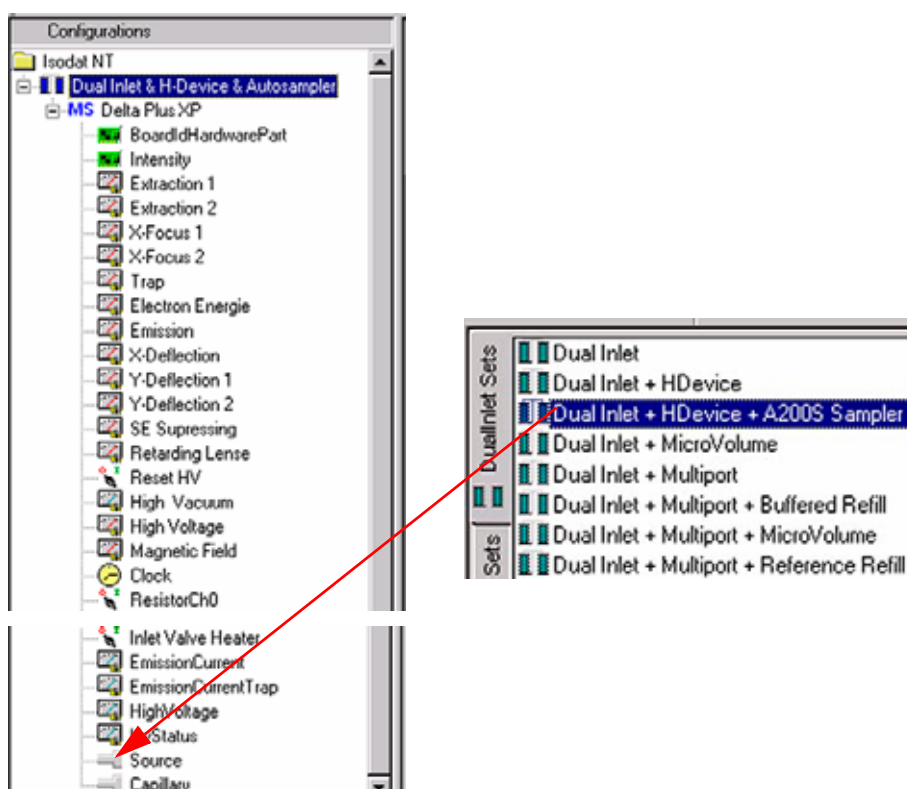 Configurations
Isodat NT
Dual Inlet & H-Device & Autosampler
MS Delta Plus XP
BoardIdHardwarePart
Intensity
Extraction 1
Extraction 2
X-Focus 1
X-Focus 2
Trap
Electron Energie
Emission
X-Deflection
Y-Deflection 1
Y-Deflection 2
SE Supressing
Retarding Lense
Reset HV
High Vacuum
High Voltage
Magnetic Field
Clock
ResistorCh0
Inlet Valve Heater
EmissionCurrent
EmissionCurrentTrap
HighVoltage
Status
Source
Capillary
DualInlet Sets
Sets
Dual Inlet
Dual Inlet + HDevice
Dual Inlet + HDevice + A200S Sampler
Dual Inlet + MicroVolume
Dual Inlet + Multiport
Dual Inlet + Multiport + Buffered Refill
Dual Inlet + Multiport + MicroVolume
Dual Inlet + Multiport + Reference Refill